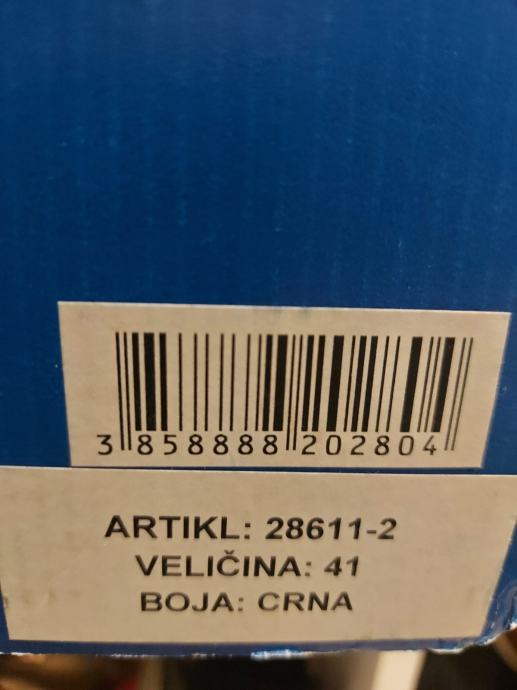 3 858888 202804
ARTIKL: 28611-2
VELIČINA: 41
BOJA: CRNA